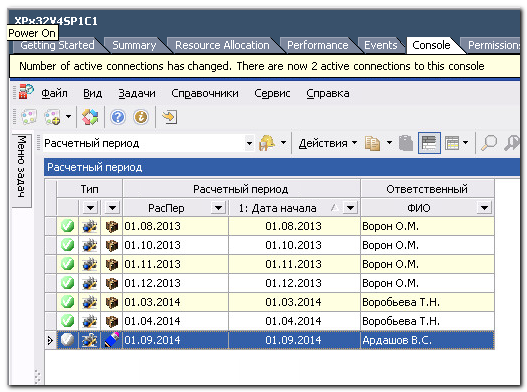 XPx32V4SP1C1
Power On
Getting Started Summary Resource Allocation Performance Events Console Permissions
Number of active connections has changed. There are now 2 active connections to this console
Файл Вид Задачи Справочники Сервис Справка
Меню задач
Расчетный период Действия
Расчетный период
Тип Расчетный период Ответственный
РасПер 1: Дата начала ФИО
01.08.2013 01.08.2013 Ворон О.М.
01.10.2013 01.10.2013 Ворон О.М.
01.11.2013 01.11.2013 Ворон О.М.
01.12.2013 01.12.2013 Ворон О.М.
01.03.2014 01.03.2014 Воробьева Т.Н.
01.04.2014 01.04.2014 Воробьева Т.Н.
01.09.2014 01.09.2014 Ардашов В.С.